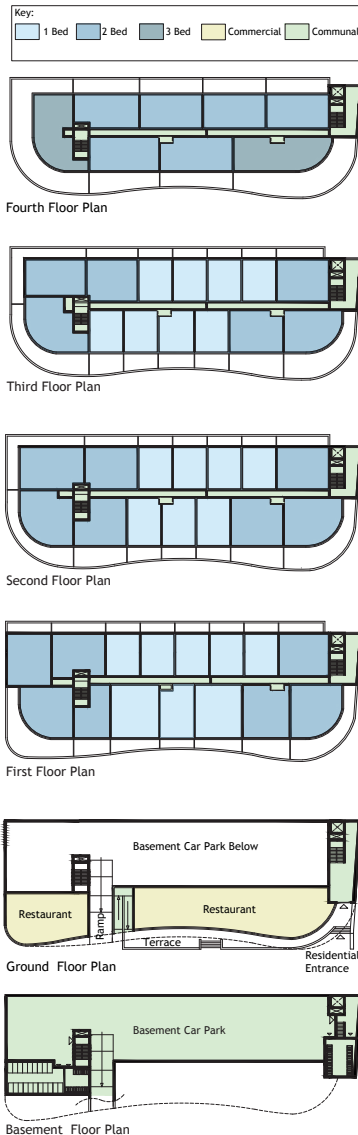 Key:
1 Bed 2 Bed 3 Bed Commercial Communal
Fourth Floor Plan
Third Floor Plan
Second Floor Plan
First Floor Plan
Basement Car Park Below
Restaurant
Ramp
Restaurant
Terrace
Residential
Entrance
Ground Floor Plan
Basement Car Park
Basement Floor Plan